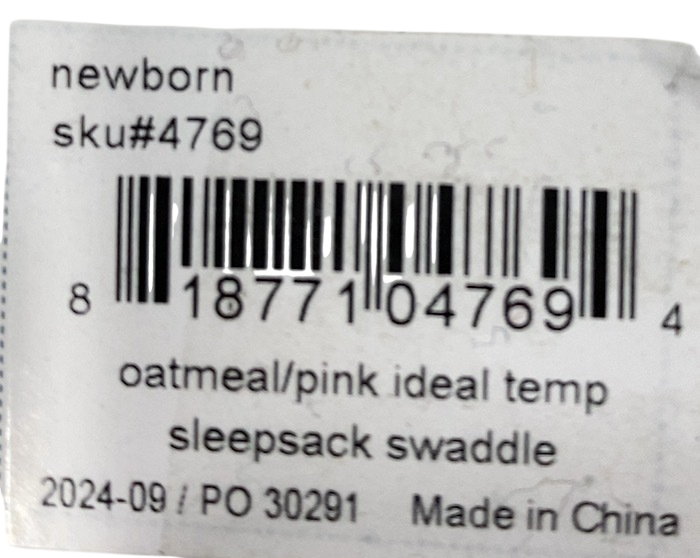 newborn
sku#4769
8 18771 04769 4
oatmeal/pink ideal temp
sleepsack swaddle
2024-09 / PO 30291 Made in China